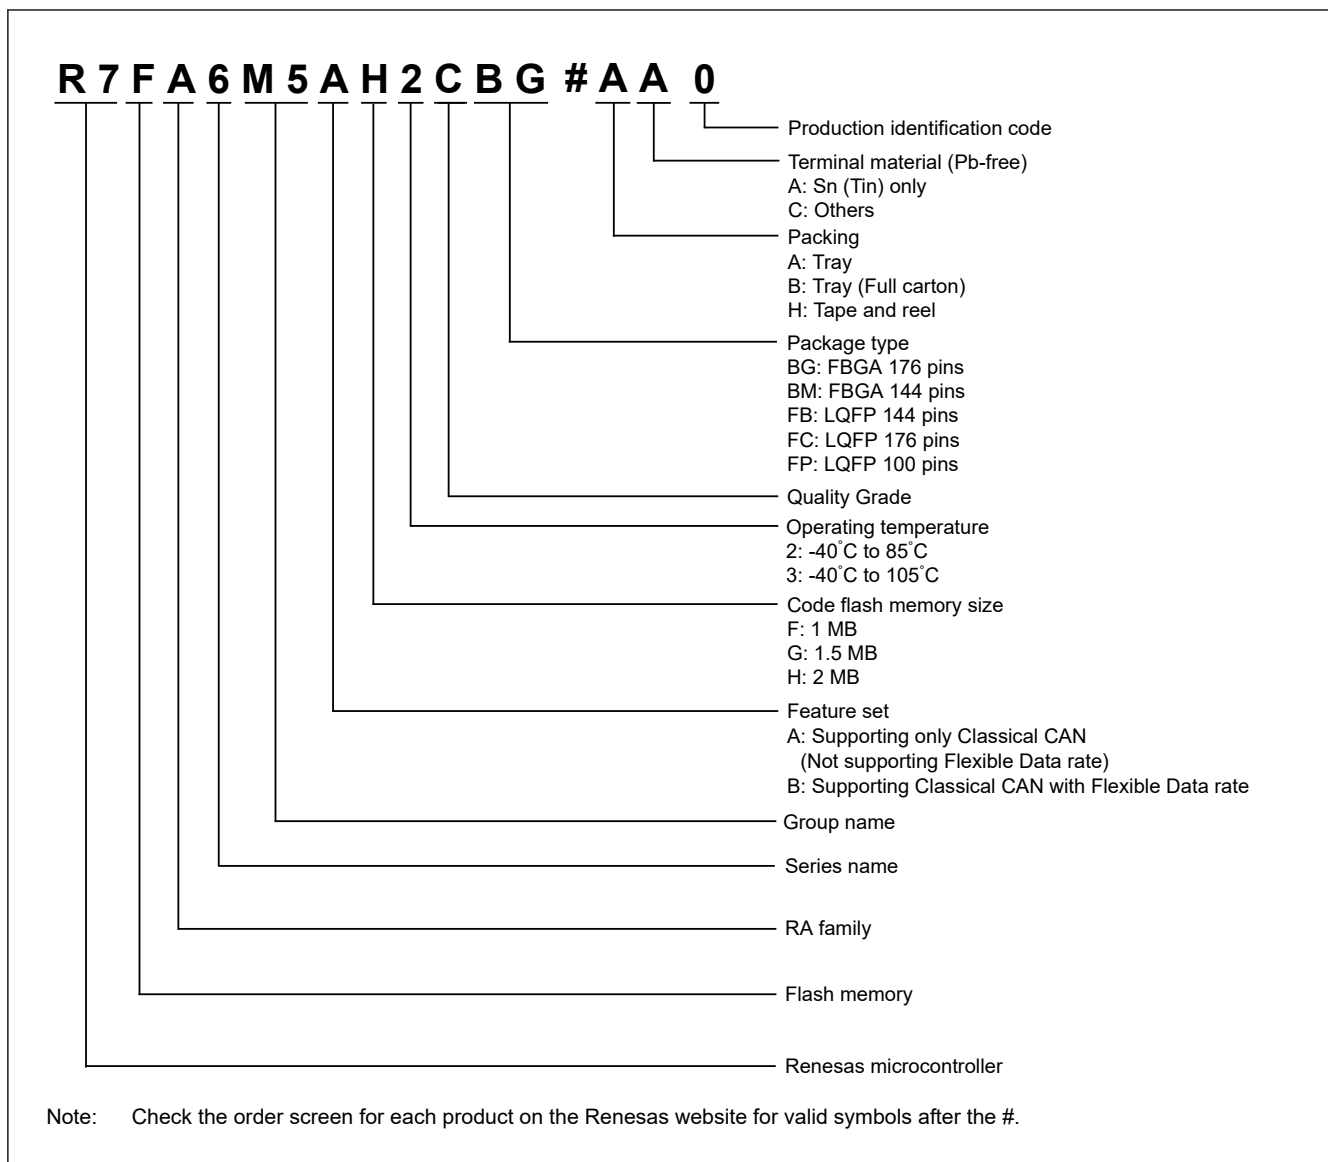 R7FA6M5AH2CBG#AA0
Production identification code
Terminal material (Pb-free)
A: Sn (Tin) only
C: Others
Packing
A: Tray
B: Tray (Full carton)
H: Tape and reel
Package type
BG: FBGA 176 pins
BM: FBGA 144 pins
FB: LQFP 144 pins
FC: LQFP 176 pins
FP: LQFP 100 pins
Quality Grade
Operating temperature
2: -40°C to 85°C
3: -40°C to 105°C
Code flash memory size
F: 1 MB
G: 1.5 MB
H: 2 MB
Feature set
A: Supporting only Classical CAN
(Not supporting Flexible Data rate)
B: Supporting Classical CAN with Flexible Data rate
Group name
Series name
RA family
Flash memory
Renesas microcontroller
Note: Check the order screen for each product on the Renesas website for valid symbols after the #.